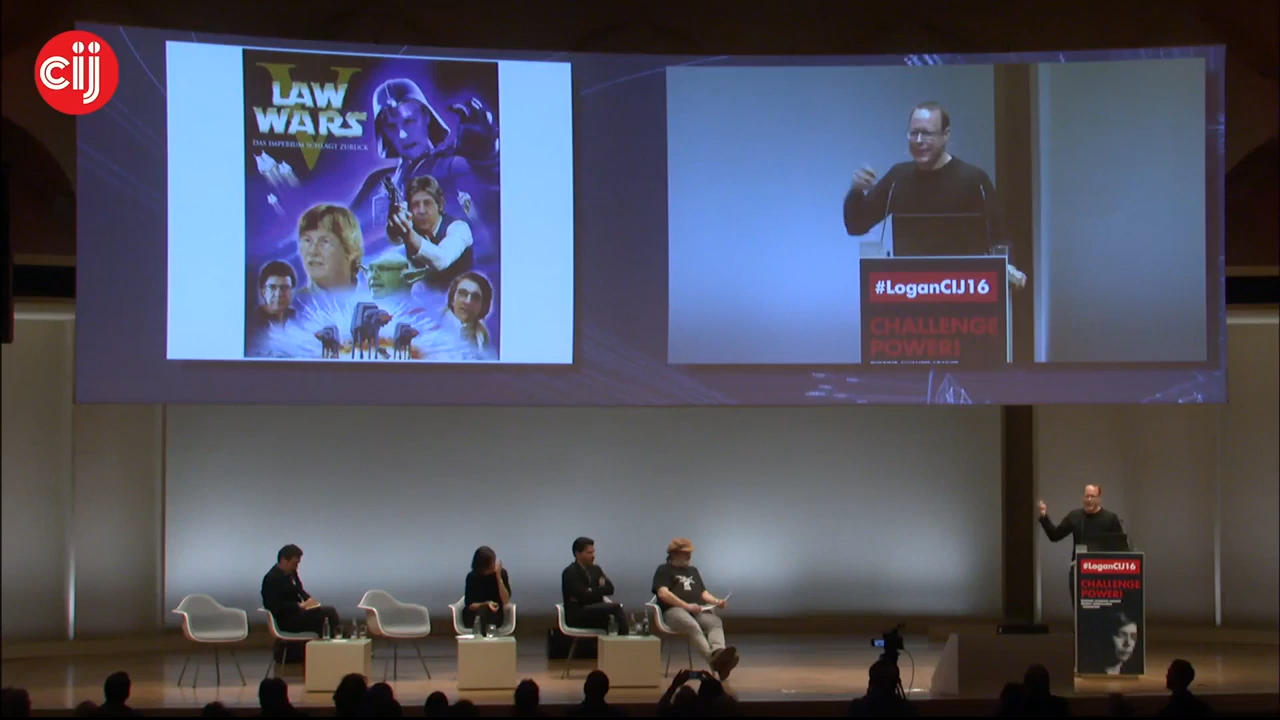 cij
LAW
WARS
V
DAS IMPERIUM SCHLÄGT ZURÜCK
#LoganCIJ16
CHALLENGE
POWER!
#LoganCIJ16
CHALLENGE
POWER!